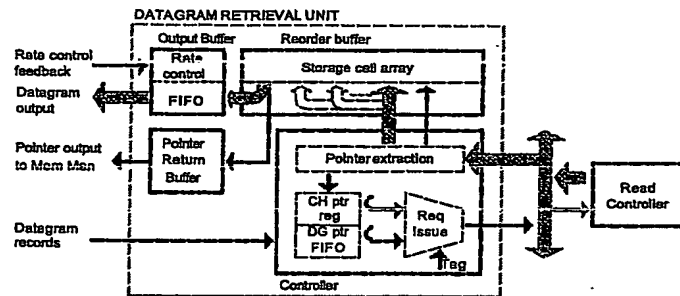 DATAGRAM RETRIEVAL UNIT
Output Buffer
Reorder buffer
Rate control
feedback
Rate
control
Storage cell array
Datagram
output
FIFO
Pointer output
to Mem Man
Pointer
Return
Buffer
Pointer extraction
Read
Controller
CH ptr
reg
Req
Issue
Datagram
records
DG ptr
FIFO
Tag
Controller